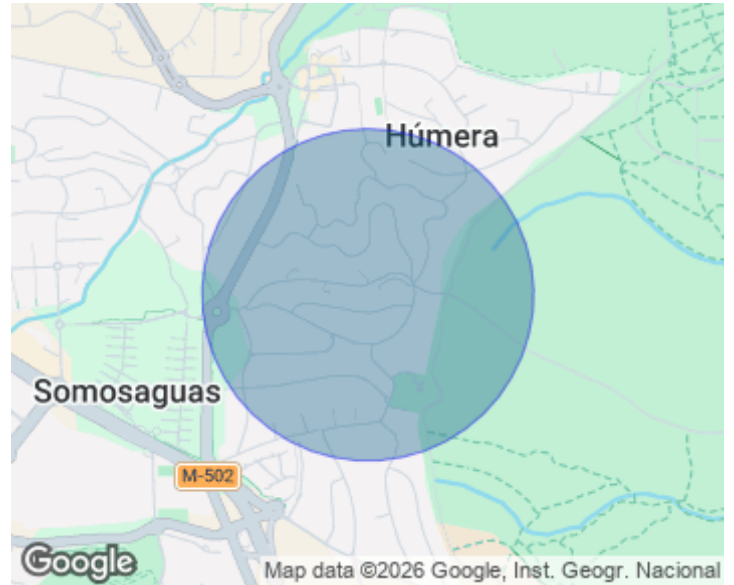 Húmera
Somosaguas
M-502
Google
Map data ©2026 Google, Inst. Geogr. Nacional